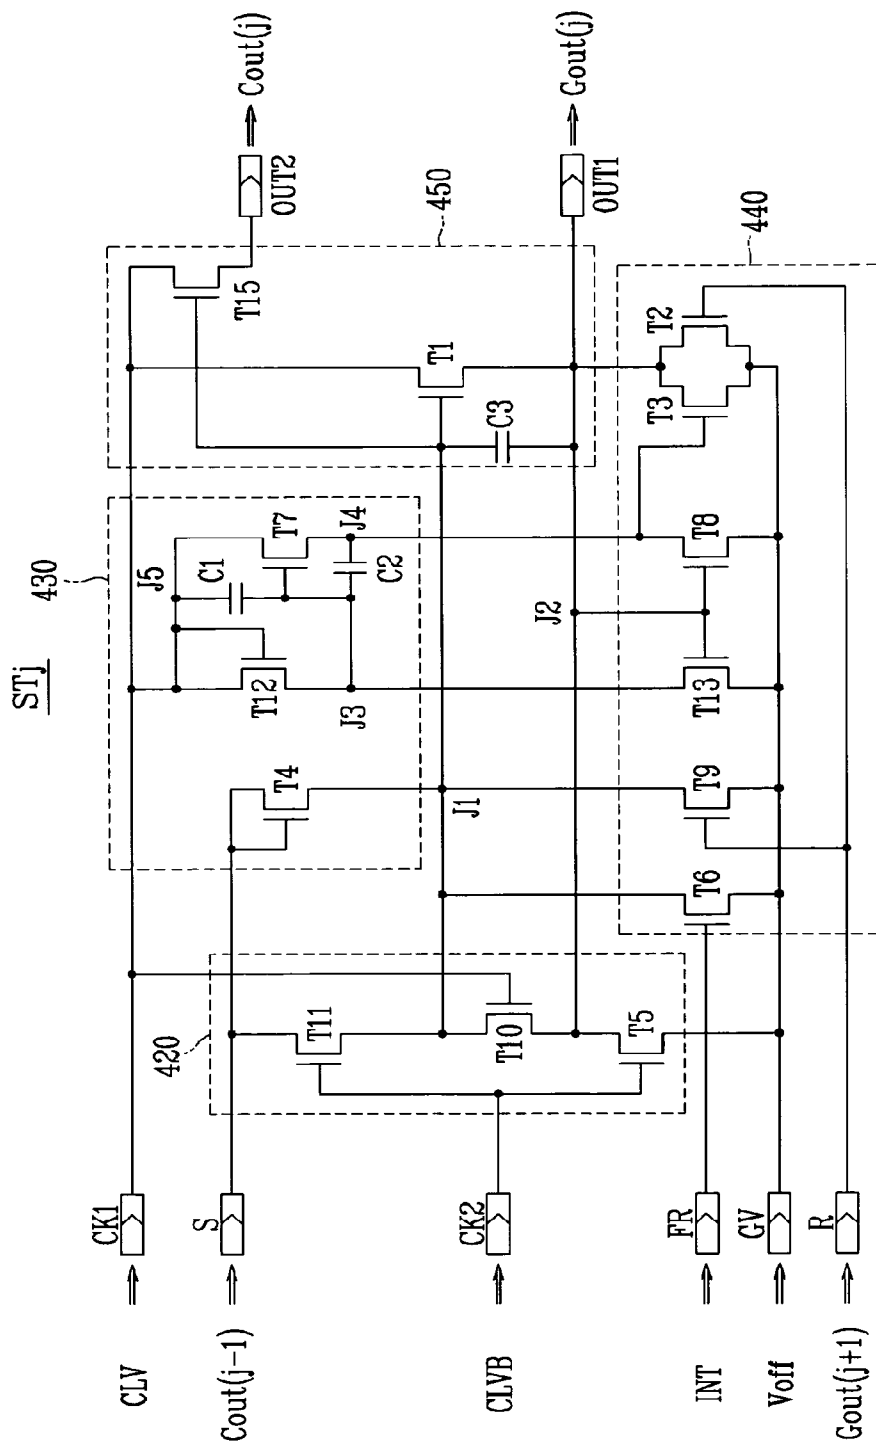 STj
430
450
440
420
CLV
CK1
Cout(j-1)
S
CLVB
CK2
INT
FR
Voff
GV
Gout(j+1)
R
T11
T10
T5
T4
T12
J5
C1
T7
J3
C2
J4
T15
T1
C3
J1
J2
T6
T9
T13
T8
T3
T2
OUT2
Cout(j)
OUT1
Gout(j)